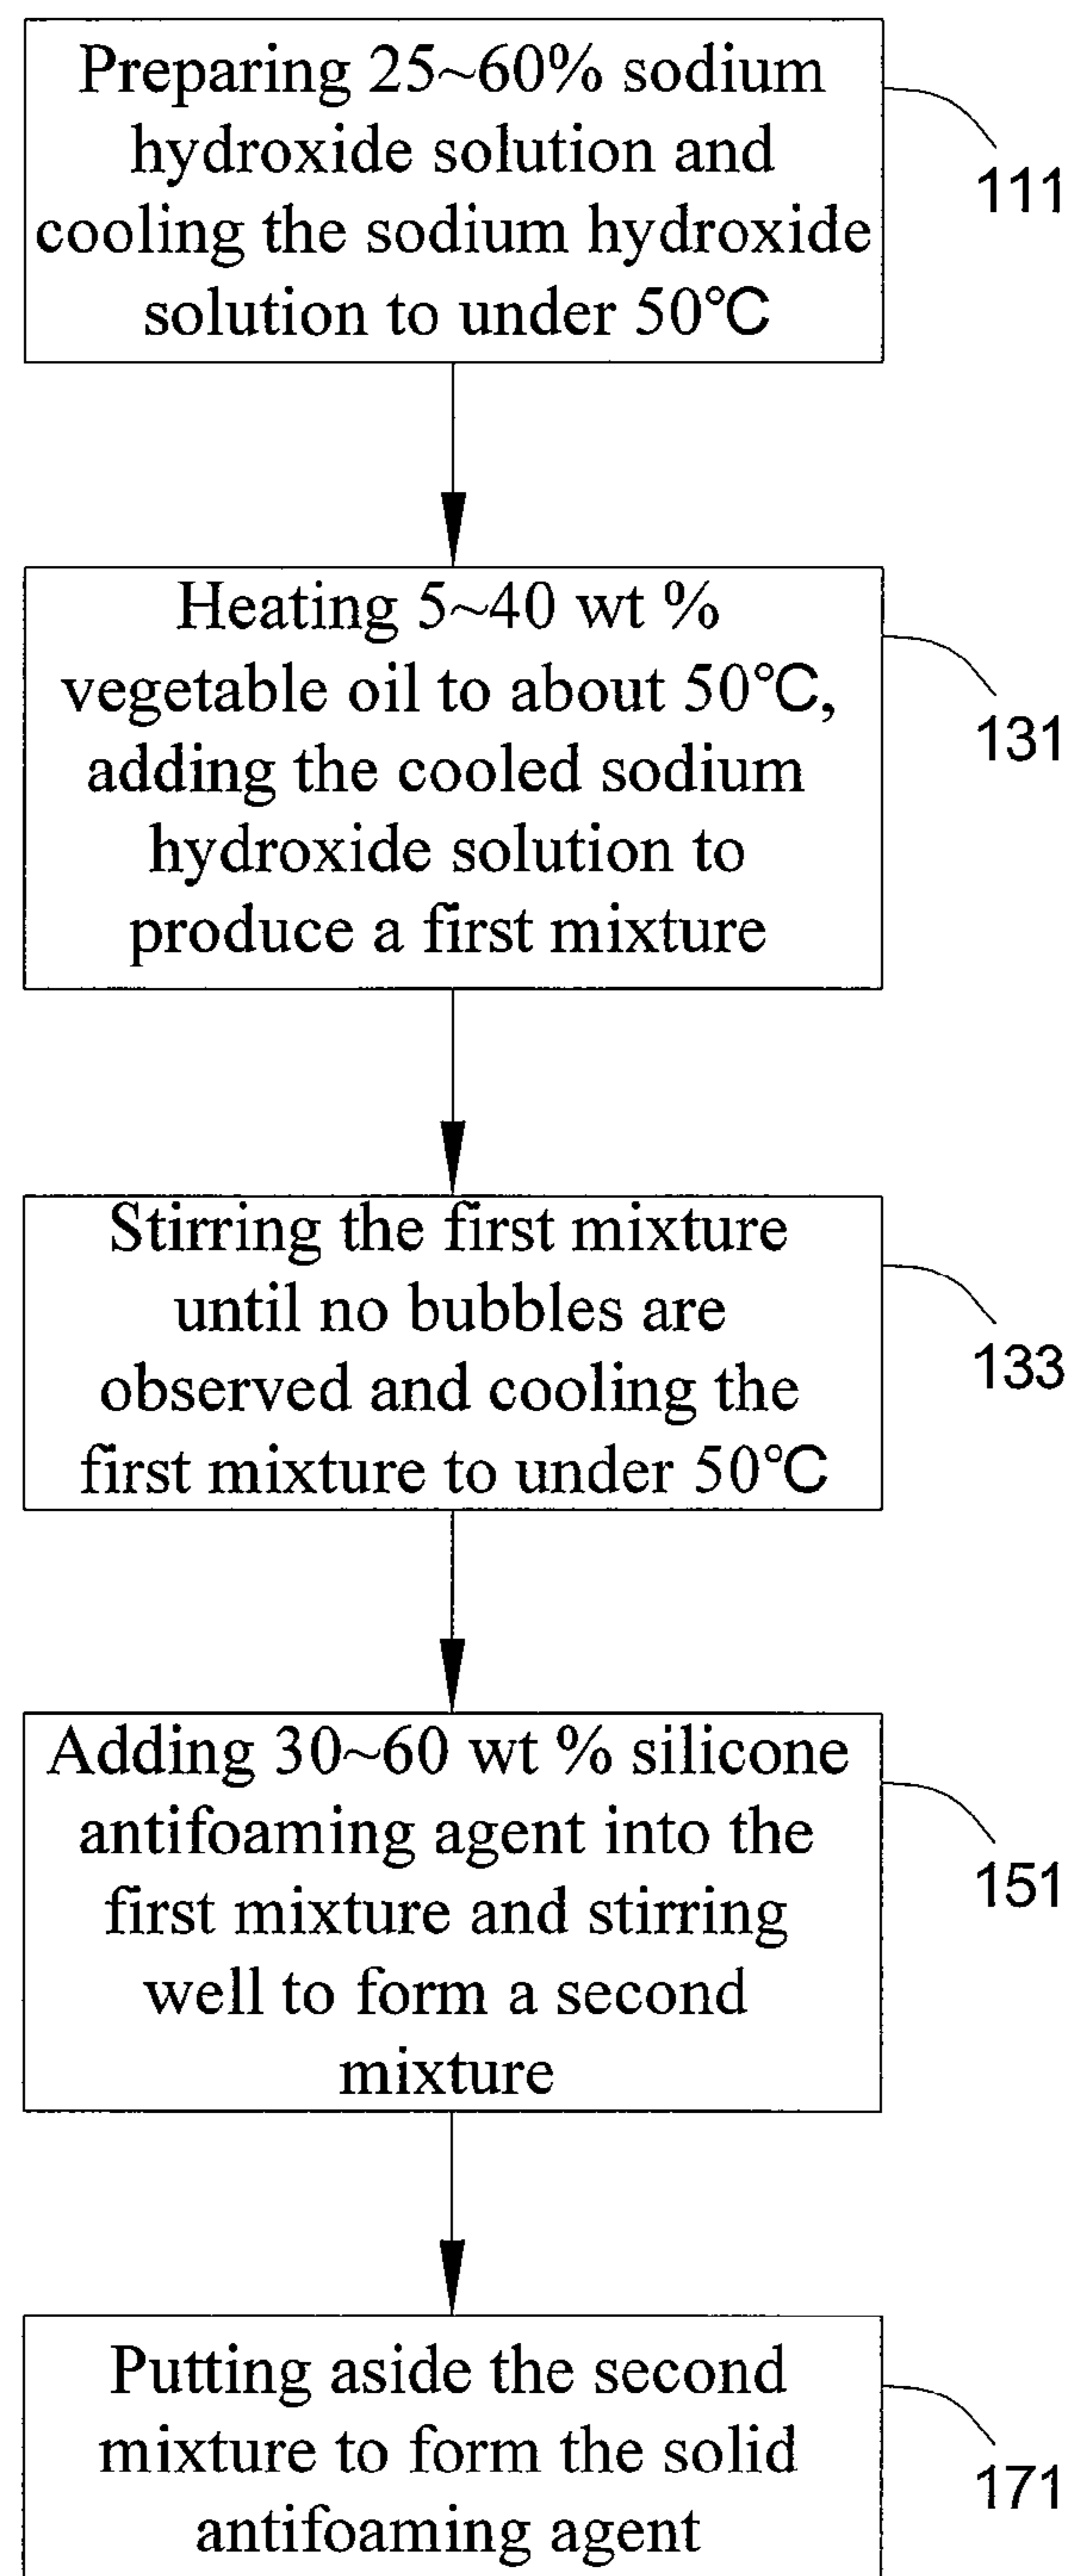 Preparing 25~60% sodium
hydroxide solution and
cooling the sodium hydroxide
solution to under 50℃
111
Heating 5~40 wt %
vegetable oil to about 50℃,
adding the cooled sodium
hydroxide solution to
produce a first mixture
131
Stirring the first mixture
until no bubbles are
observed and cooling the
first mixture to under 50℃
133
Adding 30~60 wt % silicone
antifoaming agent into the
first mixture and stirring
well to form a second
mixture
151
Putting aside the second
mixture to form the solid
antifoaming agent
171